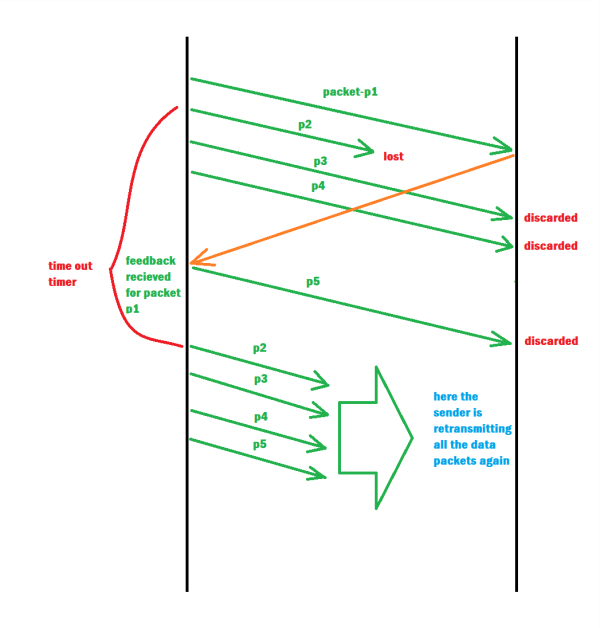 packet-p1
p2
lost
p3
p4
discarded
discarded
time out
timer
feedback
recieved
for packet
p1
p5
discarded
p2
p3
p4
p5
here the
sender is
retransmitting
all the data
packets again